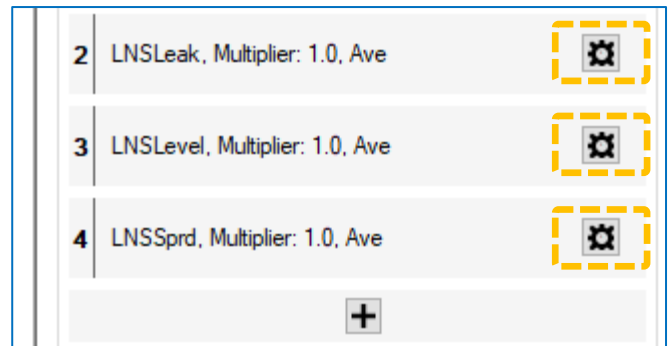 2 LNSLeak, Multiplier: 1.0, Ave
3 LNSLevel, Multiplier: 1.0, Ave
4 LNSSprd, Multiplier: 1.0, Ave
+